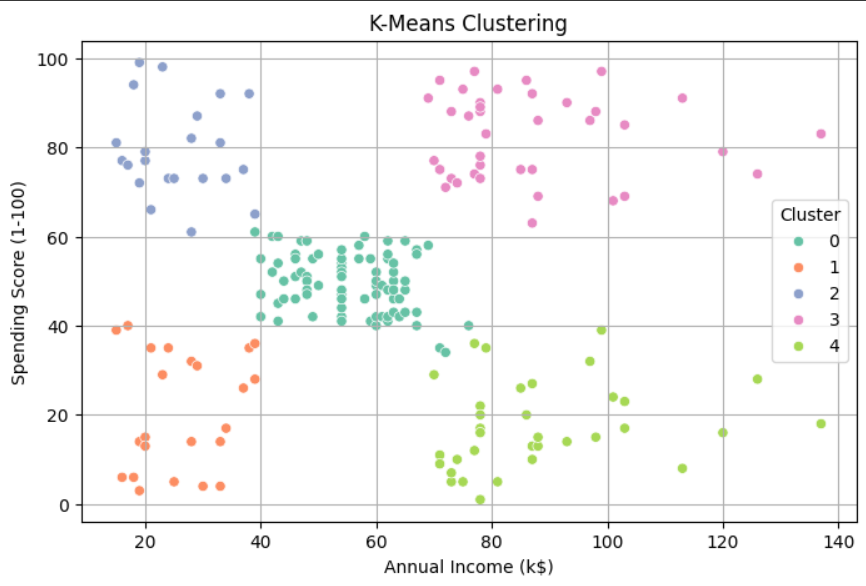 K-Means Clustering
100
80
60
40
20
0
Spending Score (1-100)
Cluster
0
1
2
3
4
20 40 60 80 100 120 140
Annual Income (k$)